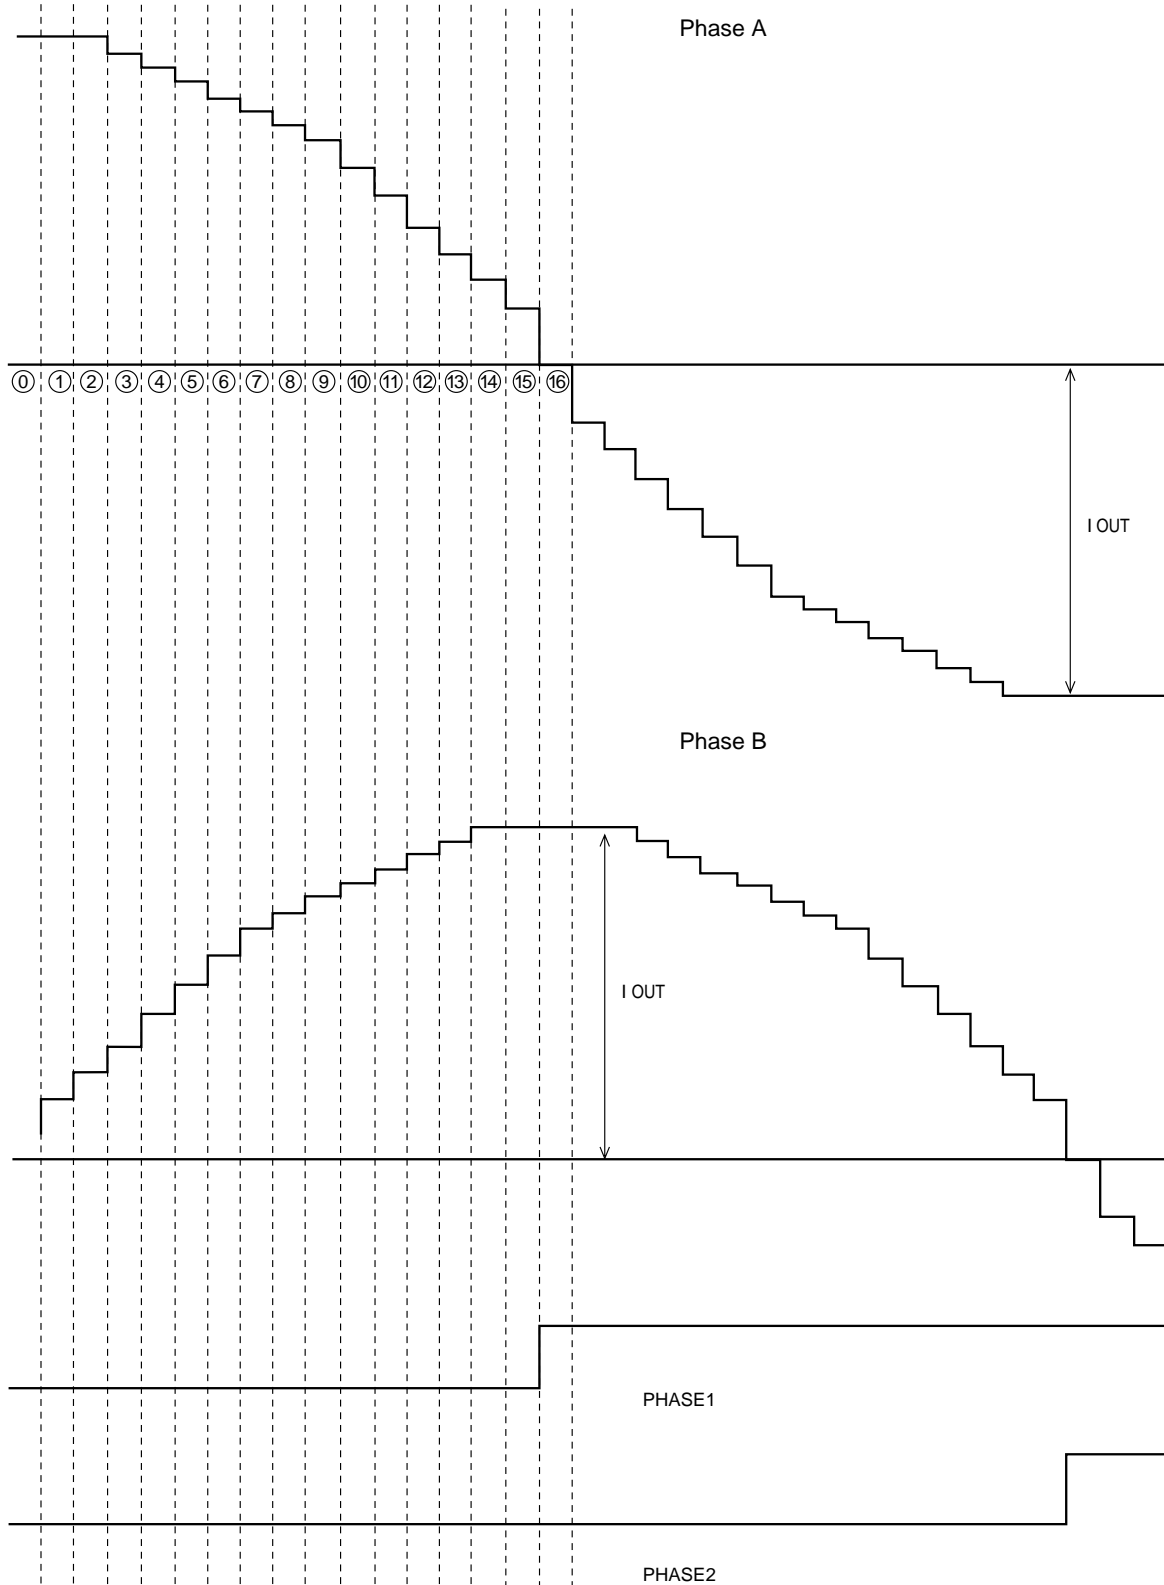 Phase A
⓪ ① ② ③ ④ ⑤ ⑥ ⑦ ⑧ ⑨ ⑩ ⑪ ⑫ ⑬ ⑭ ⑮ ⑯
I OUT
Phase B
I OUT
PHASE1
PHASE2